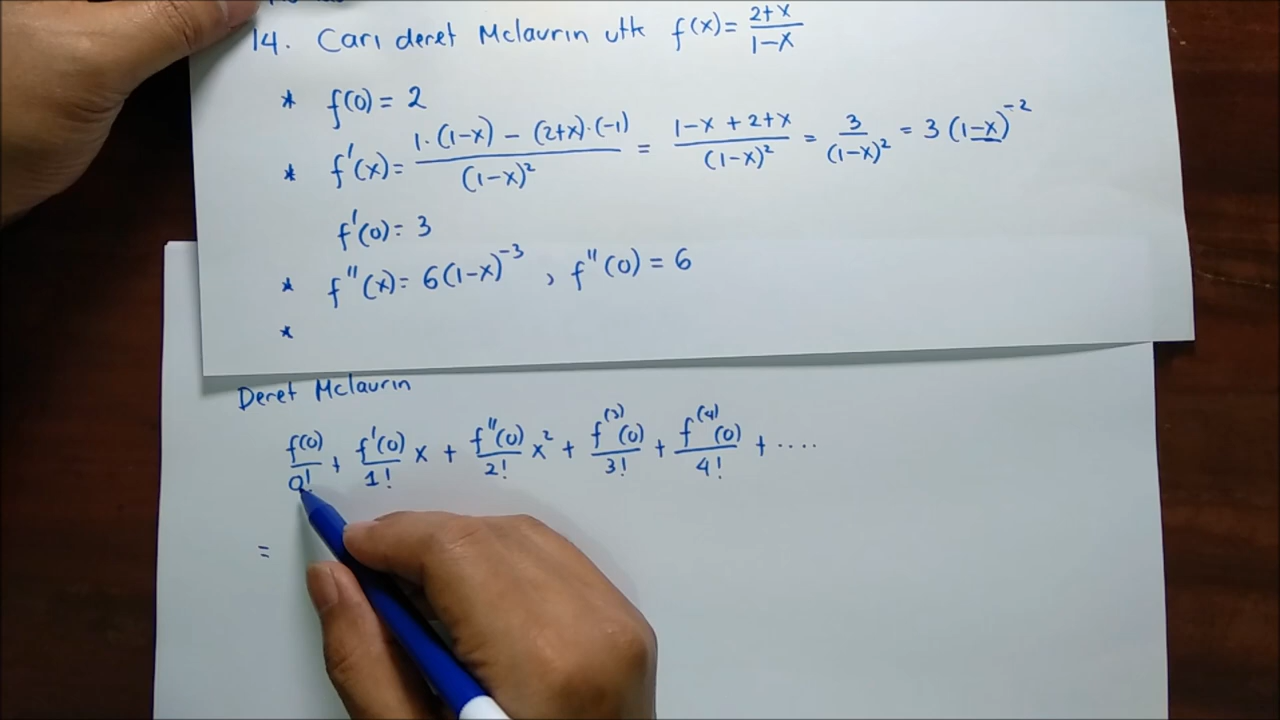 14. Cari deret Mclaurin utk f(x) = (2+x)/(1-x)
* f(0) = 2
* f'(x) = (1·(1-x) - (2+x)·(-1))/(1-x)² = (1-x+2+x)/(1-x)² = 3/(1-x)² = 3(1-x)⁻²
f'(0) = 3
* f''(x) = 6(1-x)⁻³ , f''(0) = 6
*
Deret Mclaurin
f(0)/0! + f'(0)/1! x + f''(0)/2! x² + f⁽³⁾(0)/3! + f⁽⁴⁾(0)/4! + ....
=